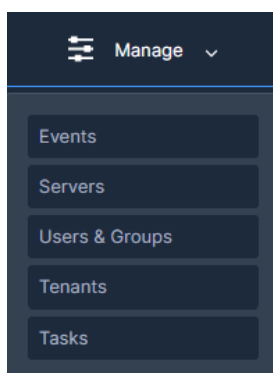 Manage
Events
Servers
Users & Groups
Tenants
Tasks